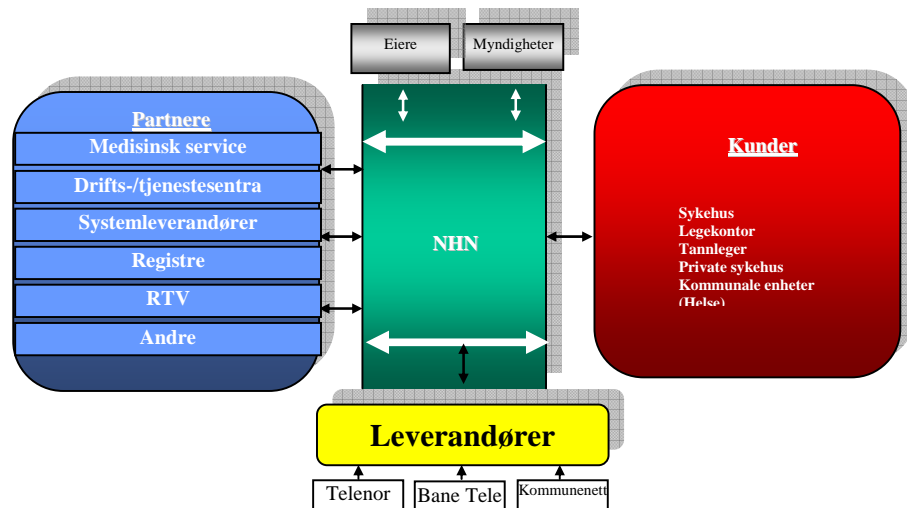 Eiere
Myndigheter
Partnere
Medisinsk service
Drifts-/tjenestesentra
Systemleverandører
Registre
RTV
Andre
NHN
Kunder
Sykehus
Legekontor
Tannleger
Private sykehus
Kommunale enheter
(Helse)
Leverandører
Telenor
Bane Tele
Kommunenett